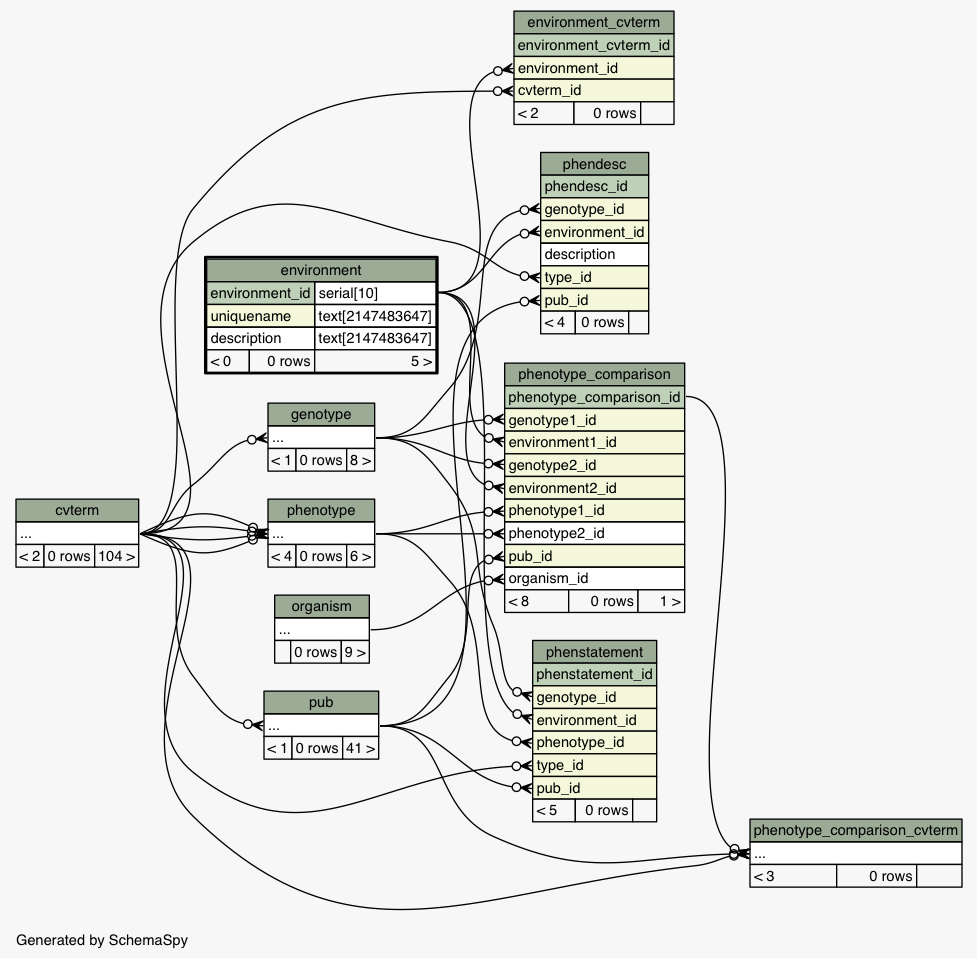 environment_cvterm
environment_cvterm_id
environment_id
cvterm_id
< 2 0 rows
phendesc
phendesc_id
genotype_id
environment_id
description
type_id
pub_id
< 4 0 rows
environment
environment_id serial[10]
uniquename text[2147483647]
description text[2147483647]
< 0 0 rows 5 >
phenotype_comparison
phenotype_comparison_id
genotype1_id
environment1_id
genotype2_id
environment2_id
phenotype1_id
phenotype2_id
pub_id
organism_id
< 8 0 rows 1 >
genotype
...
< 1 0 rows 8 >
cvterm
...
< 2 0 rows 104 >
phenotype
...
< 4 0 rows 6 >
organism
...
0 rows 9 >
pub
...
< 1 0 rows 41 >
phenstatement
phenstatement_id
genotype_id
environment_id
phenotype_id
type_id
pub_id
< 5 0 rows
phenotype_comparison_cvterm
...
< 3 0 rows
Generated by SchemaSpy